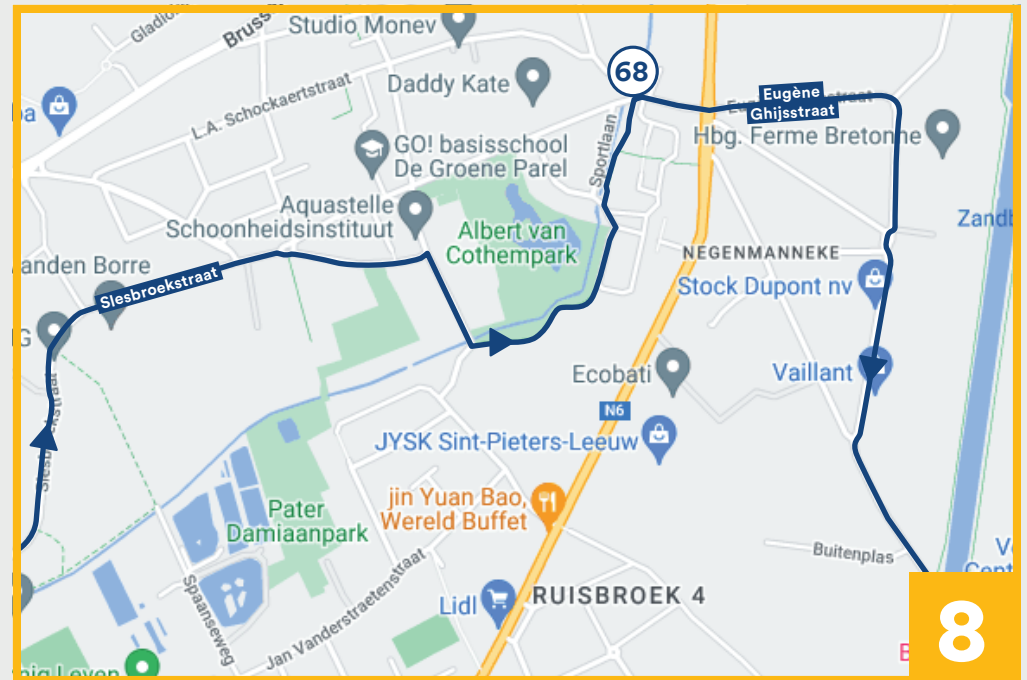 Studio Monev
Daddy Kate
68
L.A. Schockaertstraat
Eugène
Ghijsstraat
GO! basisschool
De Groene Parel
Sportlaan
Hbg. Ferme Bretonne
Aquastelle
Schoonheidsinstituut
Albert van
Cothempark
NEGENMANNEKE
anden Borre
Slesbroekstraat
Stock Dupont nv
Ecobati
Vaillant
N6
JYSK Sint-Pieters-Leeuw
jin Yuan Bao,
Wereld Buffet
Pater
Damiaanpark
Buitenplas
Spaanseweg
Jan Vanderstraetenstraat
Lidl
RUISBROEK 4
8